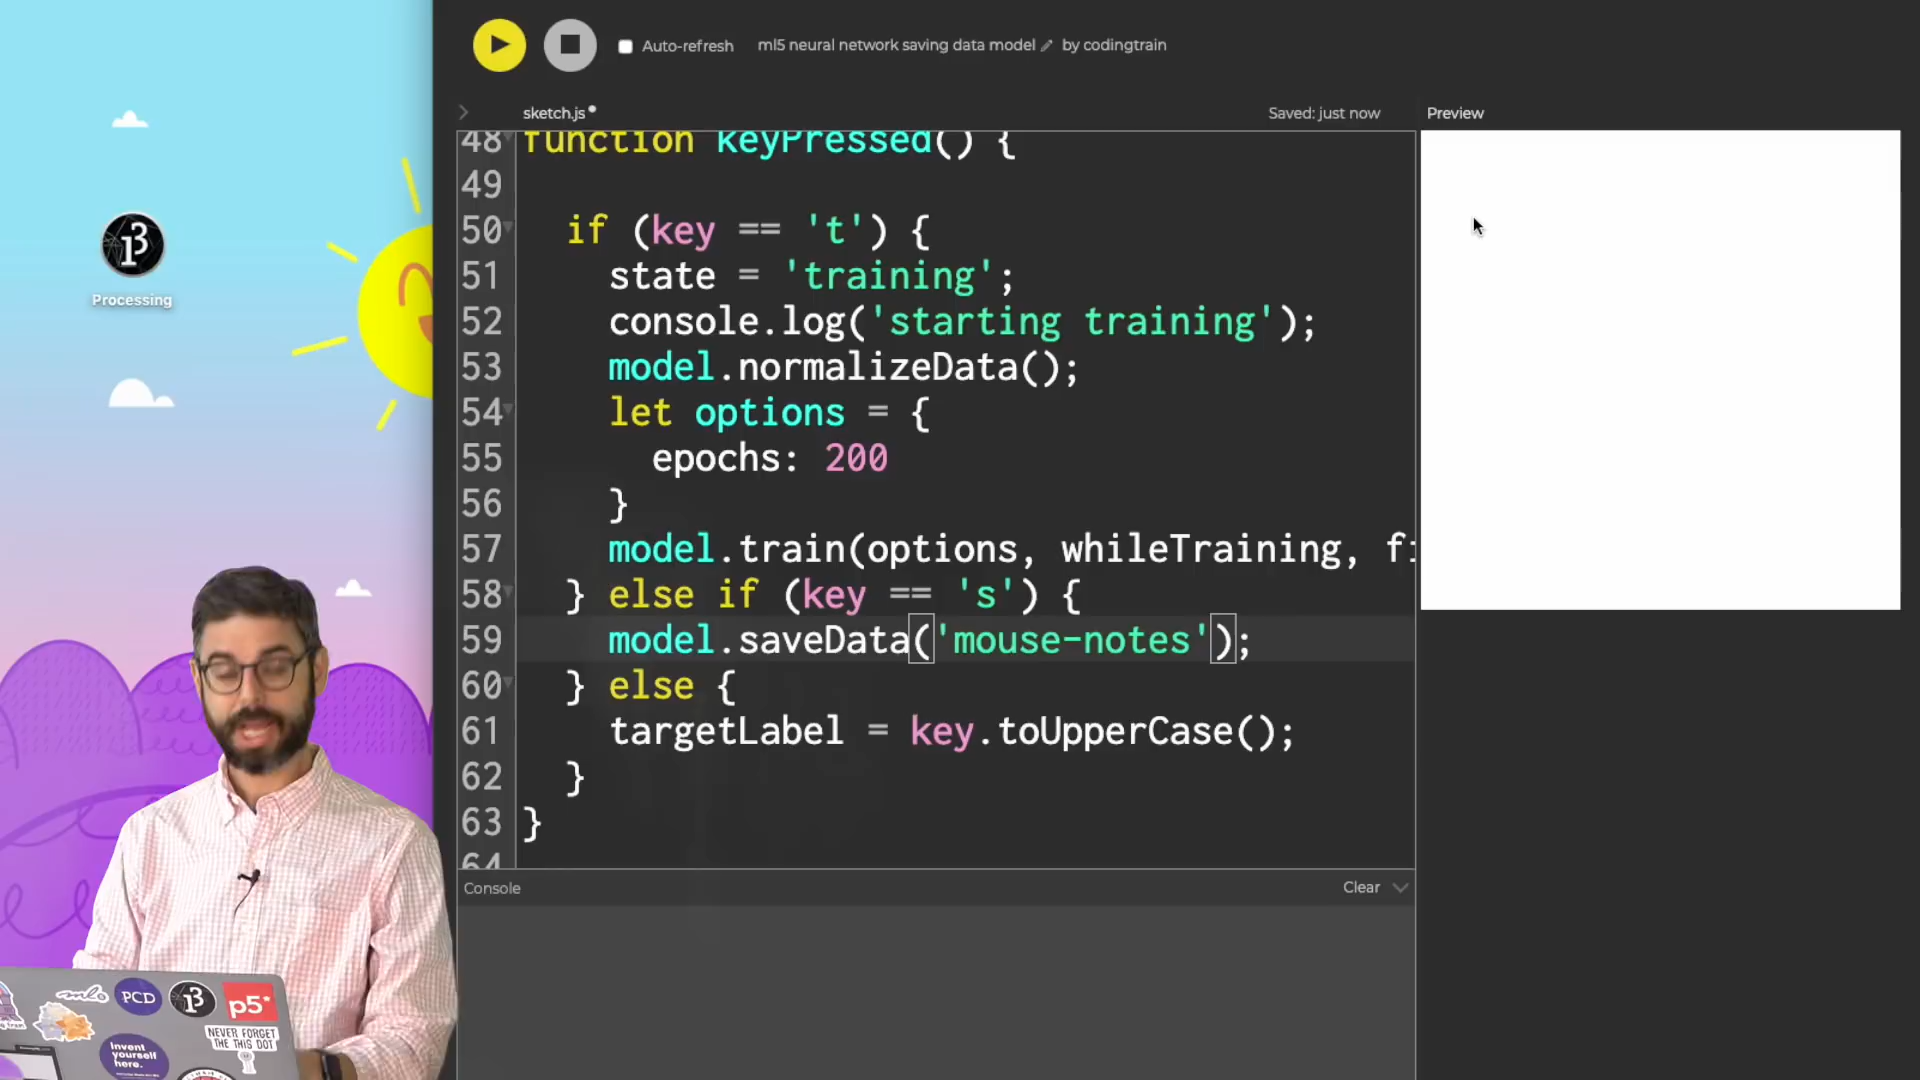 Auto-refresh
ml5 neural network saving data model
by codingtrain
sketch.js
Saved: just now
Preview
48 function keyPressed() {
49
50 if (key == 't') {
51 state = 'training';
52 console.log('starting training');
53 model.normalizeData();
54 let options = {
55 epochs: 200
56 }
57 model.train(options, whileTraining, fi
58 } else if (key == 's') {
59 model.saveData('mouse-notes');
60 } else {
61 targetLabel = key.toUpperCase();
62 }
63 }
64
Console
Clear
Processing
PCD
p5*
NEVER FORGET
THE THIS DOT
Invent
yourself
here.